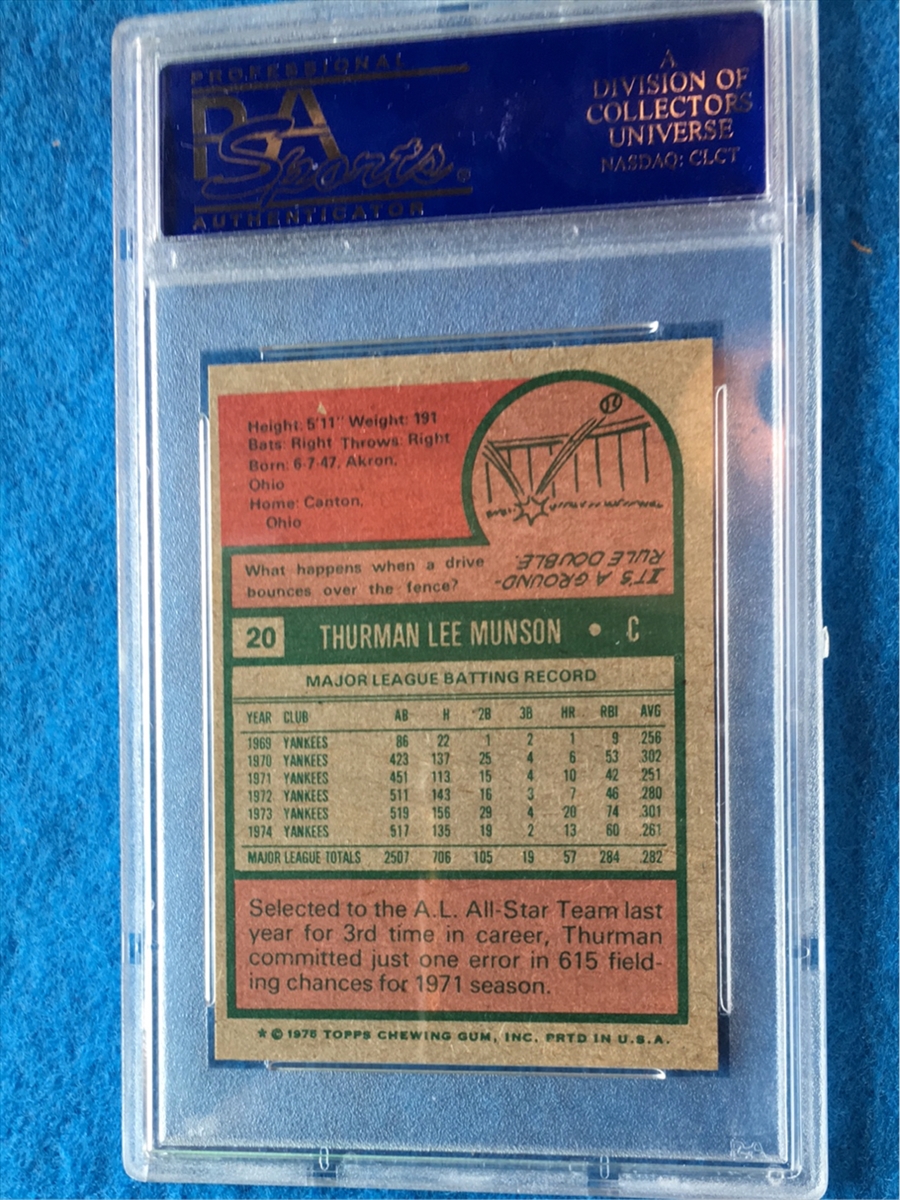 PROFESSIONAL
PSA
Sports
AUTHENTICATOR
A
DIVISION OF
COLLECTORS
UNIVERSE
NASDAQ: CLCT
Height: 5'11" Weight: 191
Bats: Right Throws: Right
Born: 6-7-47, Akron,
Ohio
Home: Canton,
Ohio
What happens when a drive
bounces over the fence?
IT'S A GROUND-
RULE DOUBLE.
20 THURMAN LEE MUNSON • C
MAJOR LEAGUE BATTING RECORD
YEAR CLUB AB H 2B 3B HR RBI AVG
1969 YANKEES 86 22 1 2 1 9 .256
1970 YANKEES 423 137 25 4 6 53 .302
1971 YANKEES 451 113 15 4 10 42 .251
1972 YANKEES 511 143 16 3 7 46 .280
1973 YANKEES 519 156 29 4 20 74 .301
1974 YANKEES 517 135 19 2 13 60 .261
MAJOR LEAGUE TOTALS 2507 706 105 19 57 284 .282
Selected to the A.L. All-Star Team last
year for 3rd time in career, Thurman
committed just one error in 615 field-
ing chances for 1971 season.
* © 1975 TOPPS CHEWING GUM, INC. PRTD IN U.S.A.